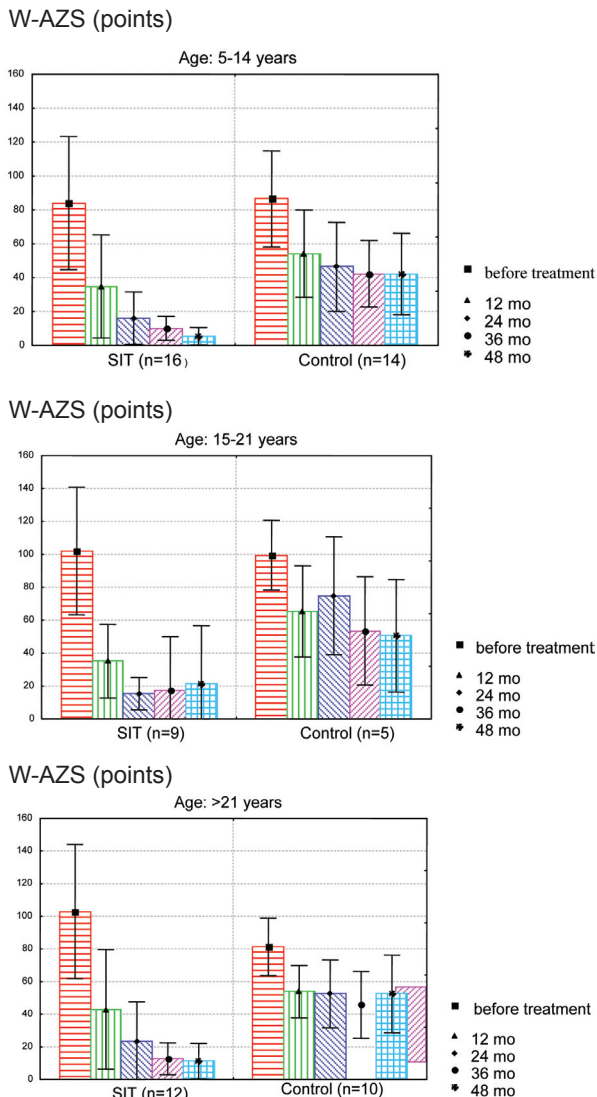 W-AZS (points)
Age: 5-14 years
160
140
120
100
80
60
40
20
0
SIT (n=16) Control (n=14)
before treatment
12 mo
24 mo
36 mo
48 mo
W-AZS (points)
Age: 15-21 years
160
140
120
100
80
60
40
20
0
SIT (n=9) Control (n=5)
before treatment
12 mo
24 mo
36 mo
48 mo
W-AZS (points)
Age: >21 years
160
140
120
100
80
60
40
20
0
SIT (n=12) Control (n=10)
before treatment
12 mo
24 mo
36 mo
48 mo